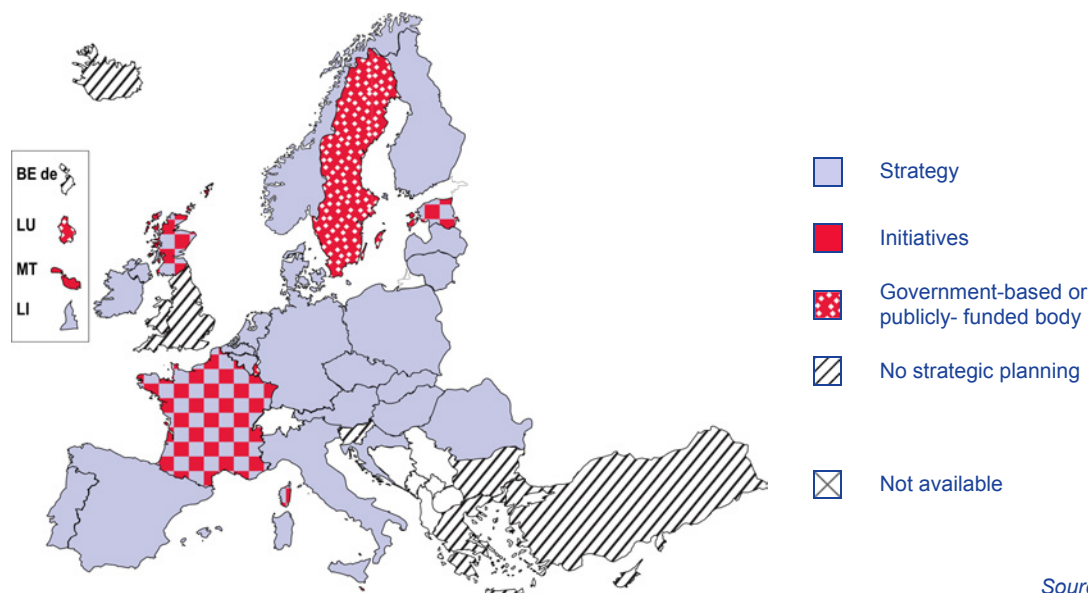 BE de
LU
MT
LI
Strategy
Initiatives
Government-based or
publicly- funded body
No strategic planning
Not available